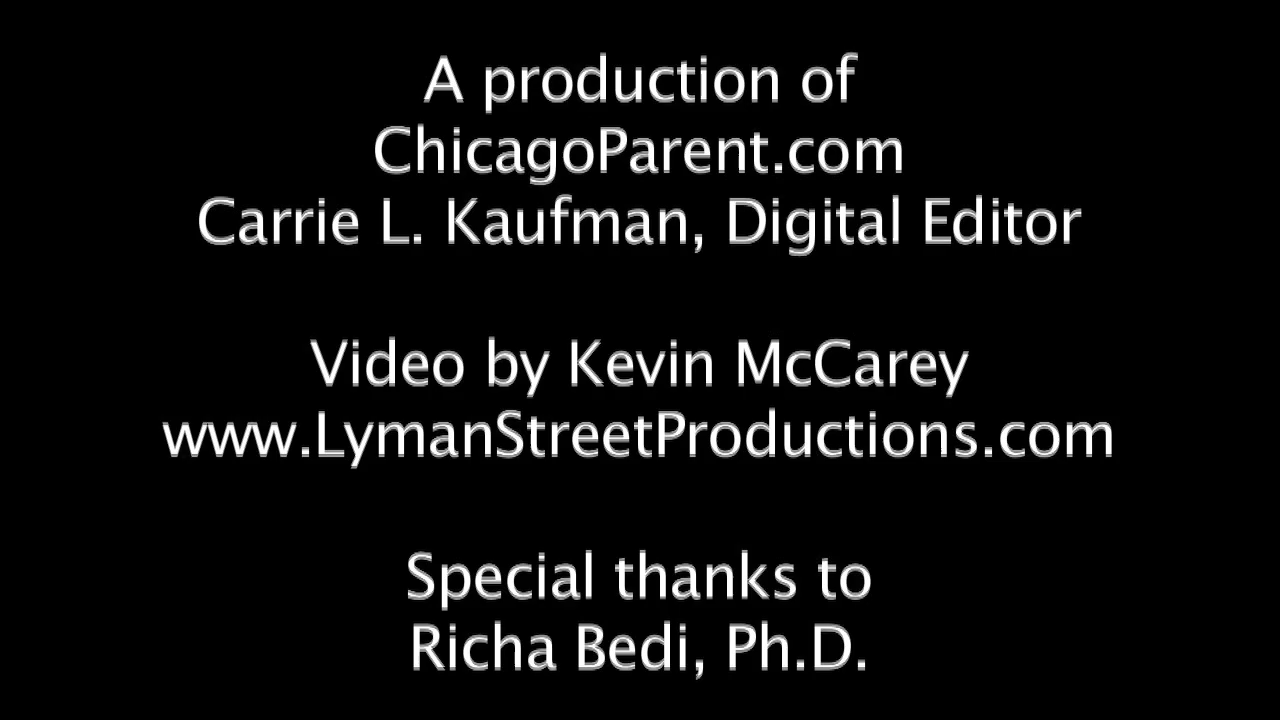 A production of
ChicagoParent.com
Carrie L. Kaufman, Digital Editor
Video by Kevin McCarey
www.LymanStreetProductions.com
Special thanks to
Richa Bedi, Ph.D.